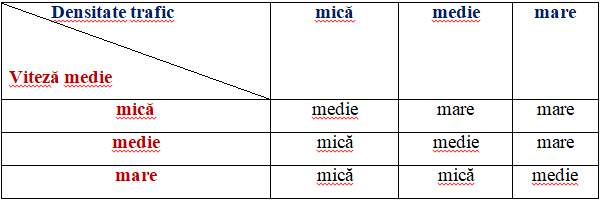 Densitate trafic mică medie mare
Viteză medie
mică medie mare mare
medie mică medie mare
mare mică mică medie